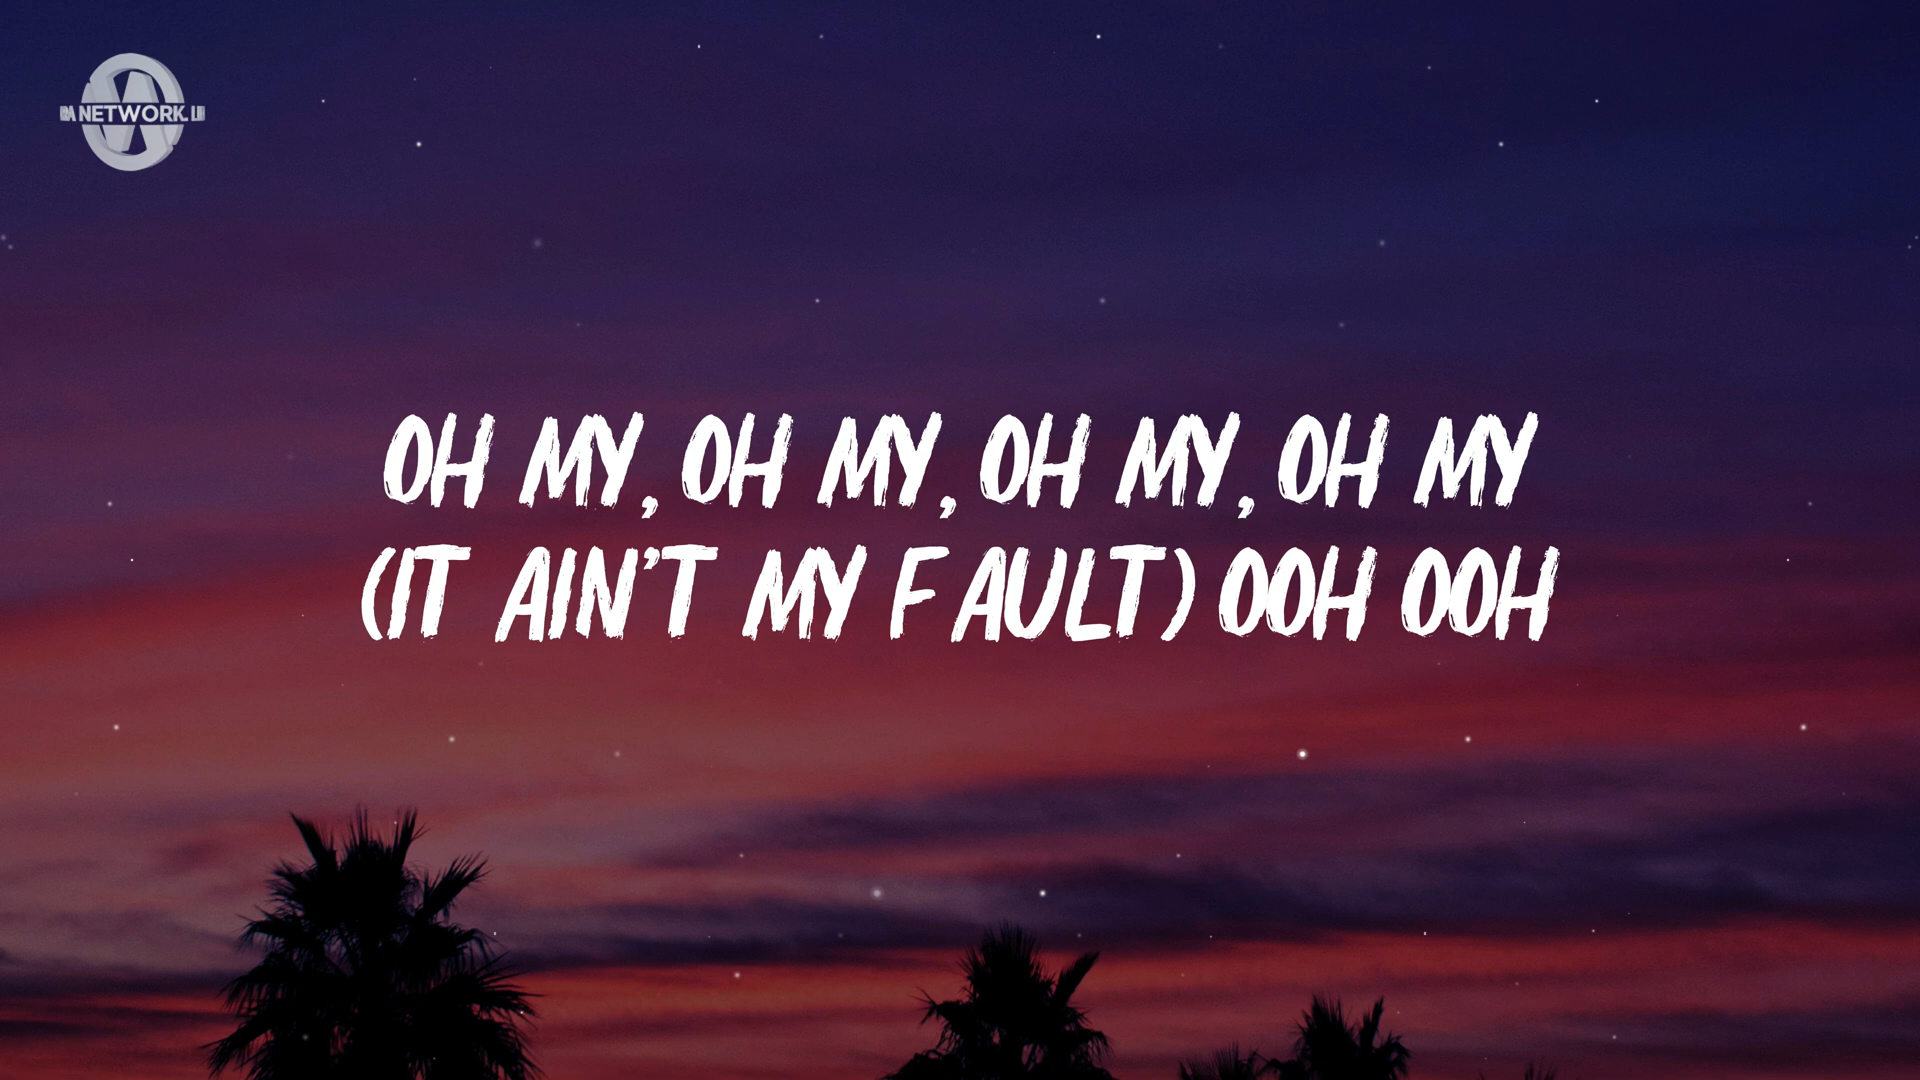 NETWORK
OH MY, OH MY, OH MY, OH MY
(IT AIN'T MY FAULT) OOH OOH